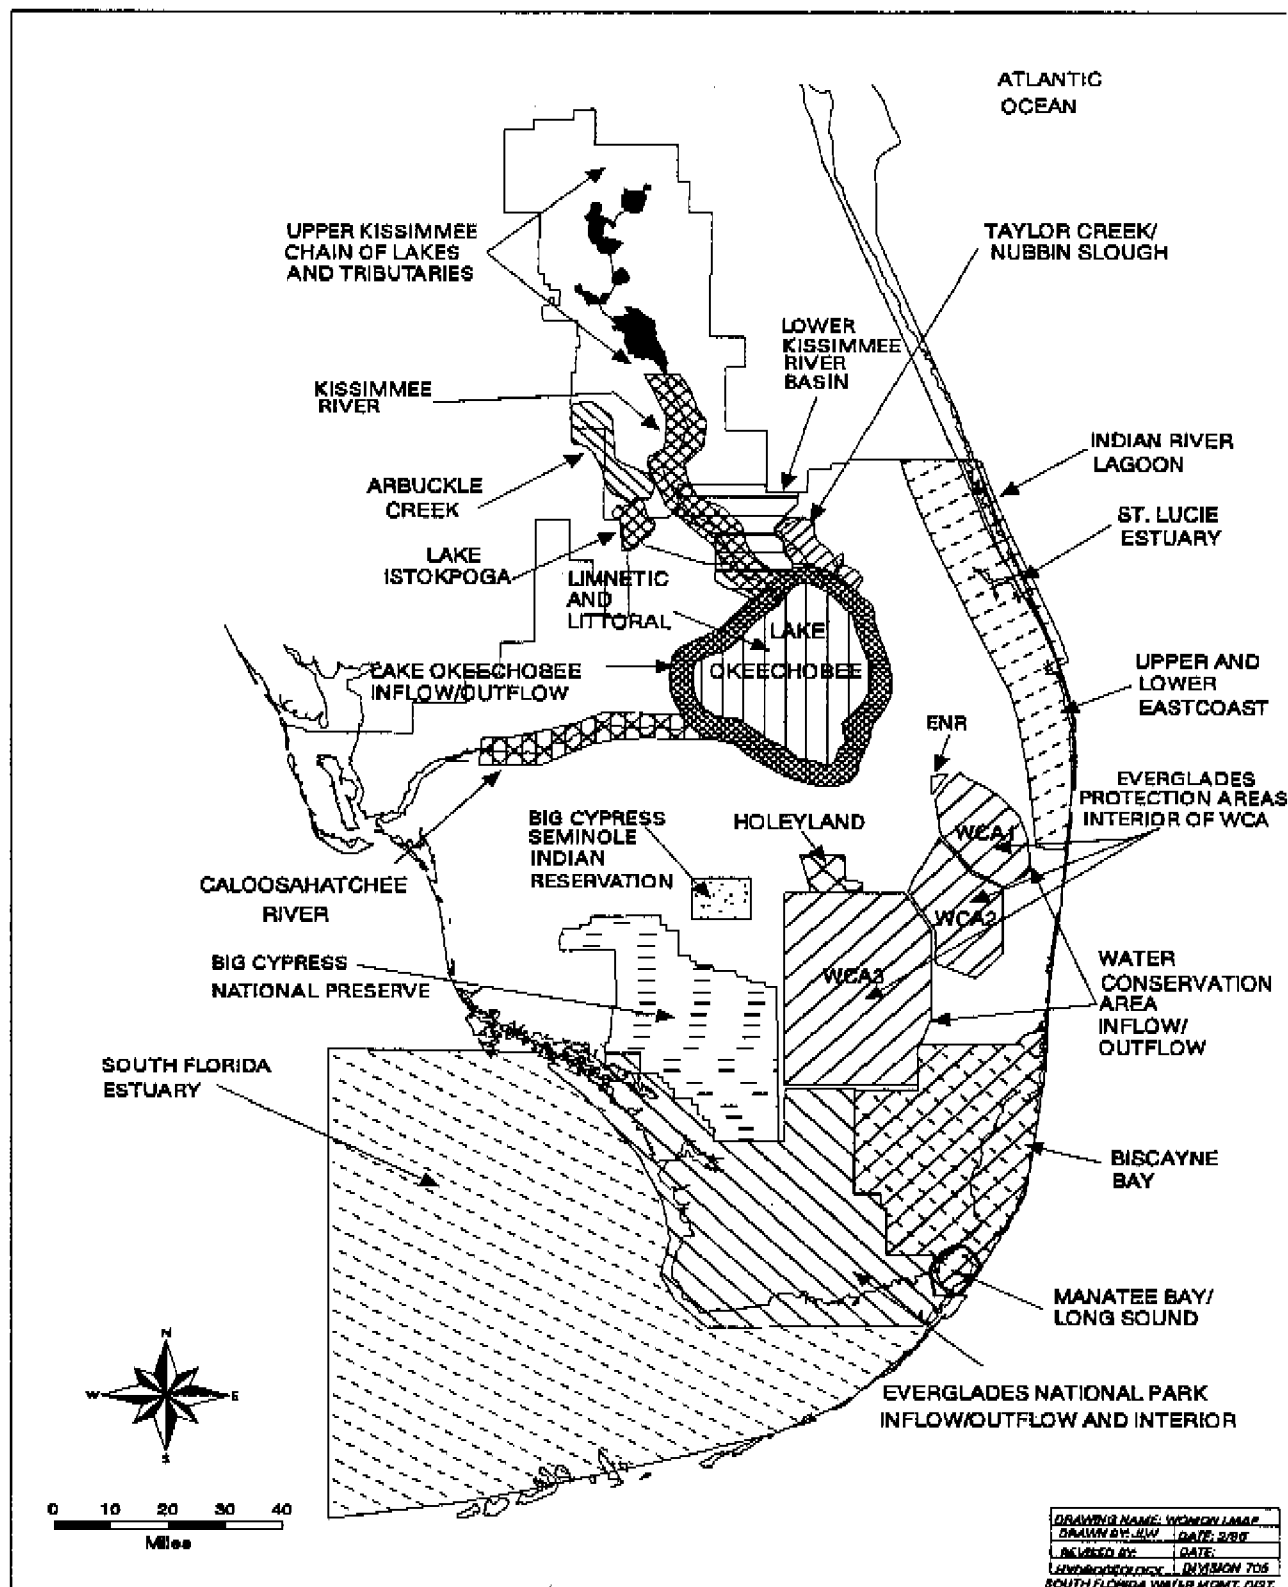 ATLANTIC
OCEAN
UPPER KISSIMMEE
CHAIN OF LAKES
AND TRIBUTARIES
TAYLOR CREEK/
NUBBIN SLOUGH
LOWER
KISSIMMEE
RIVER
BASIN
KISSIMMEE
RIVER
INDIAN RIVER
LAGOON
ARBUCKLE
CREEK
ST. LUCIE
ESTUARY
LAKE
ISTOKPOGA
LIMNETIC
AND
LITTORAL
LAKE
OKEECHOBEE
LAKE OKEECHOBEE
INFLOW/OUTFLOW
UPPER AND
LOWER
EASTCOAST
ENR
EVERGLADES
PROTECTION AREAS
INTERIOR OF WCA
BIG CYPRESS
SEMINOLE
INDIAN
RESERVATION
HOLEYLAND
WCA1
CALOOSAHATCHEE
RIVER
WCA2
BIG CYPRESS
NATIONAL PRESERVE
WCA3
WATER
CONSERVATION
AREA
INFLOW/
OUTFLOW
SOUTH FLORIDA
ESTUARY
BISCAYNE
BAY
MANATEE BAY/
LONG SOUND
EVERGLADES NATIONAL PARK
INFLOW/OUTFLOW AND INTERIOR
N
W E
S
0 10 20 30 40
Miles
DRAWING NAME:
DRAWN BY: JLW DATE:
REVISED BY: DATE:
HYDROGEOLOGY DIVISION 705
SOUTH FLORIDA WATER MGMT. DIST.